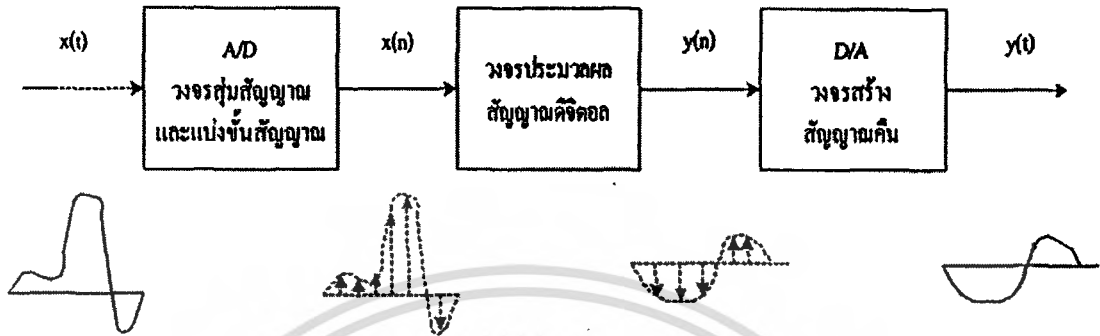 x(t)
A/D
วงจรสุ่มสัญญาณ
และแบ่งขั้นสัญญาณ
x(n)
วงจรประมวลผล
สัญญาณดิจิตอล
y(n)
D/A
วงจรสร้าง
สัญญาณคืน
y(t)